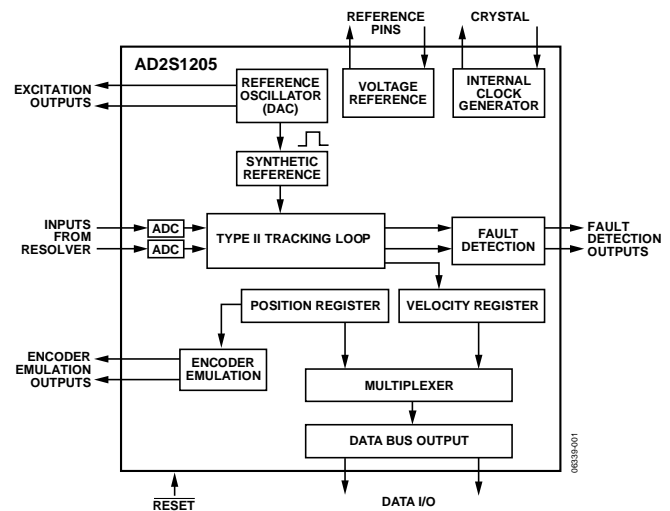 REFERENCE
PINS
CRYSTAL
AD2S1205
EXCITATION
OUTPUTS
REFERENCE
OSCILLATOR
(DAC)
VOLTAGE
REFERENCE
INTERNAL
CLOCK
GENERATOR
SYNTHETIC
REFERENCE
INPUTS
FROM
RESOLVER
ADC
ADC
TYPE II TRACKING LOOP
FAULT
DETECTION
FAULT
DETECTION
OUTPUTS
POSITION REGISTER
VELOCITY REGISTER
ENCODER
EMULATION
OUTPUTS
ENCODER
EMULATION
MULTIPLEXER
DATA BUS OUTPUT
06339-001
RESET
DATA I/O